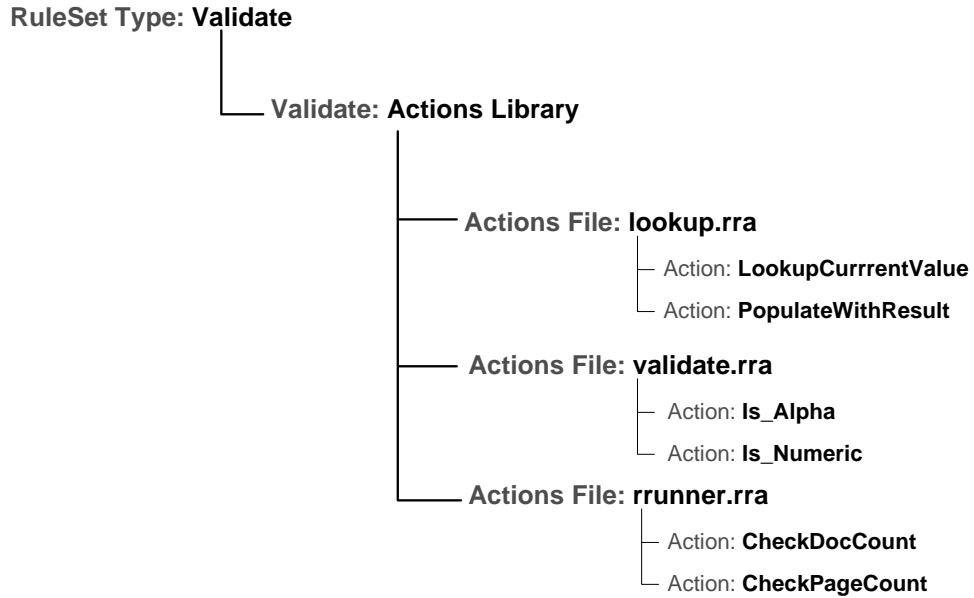 RuleSet Type: Validate
Validate: Actions Library
Actions File: lookup.rra
Action: LookupCurrrentValue
Action: PopulateWithResult
Actions File: validate.rra
Action: Is_Alpha
Action: Is_Numeric
Actions File: rrunner.rra
Action: CheckDocCount
Action: CheckPageCount